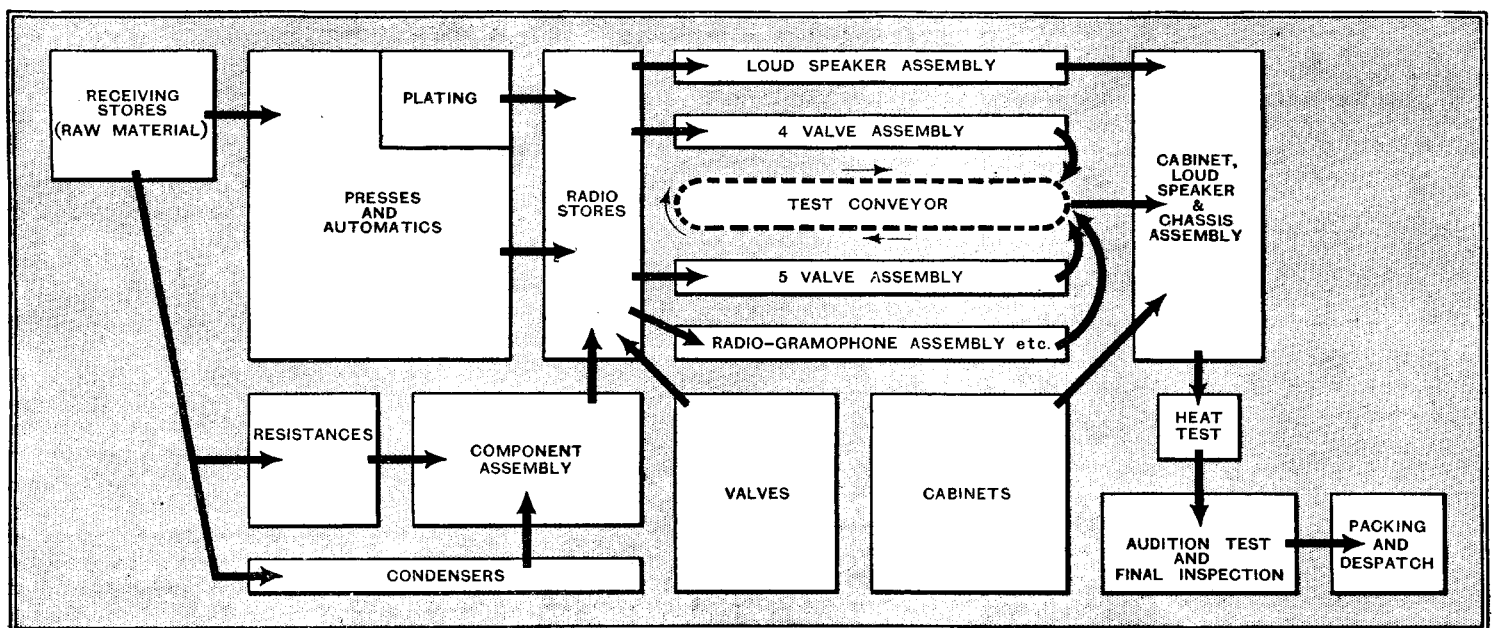 RECEIVING
STORES
(RAW MATERIAL)
PLATING
PRESSES
AND
AUTOMATICS
RADIO
STORES
LOUD SPEAKER ASSEMBLY
4 VALVE ASSEMBLY
TEST CONVEYOR
5 VALVE ASSEMBLY
RADIO-GRAMOPHONE ASSEMBLY etc.
CABINET,
LOUD
SPEAKER
&
CHASSIS
ASSEMBLY
RESISTANCES
COMPONENT
ASSEMBLY
CONDENSERS
VALVES
CABINETS
HEAT
TEST
AUDITION TEST
AND
FINAL INSPECTION
PACKING
AND
DESPATCH